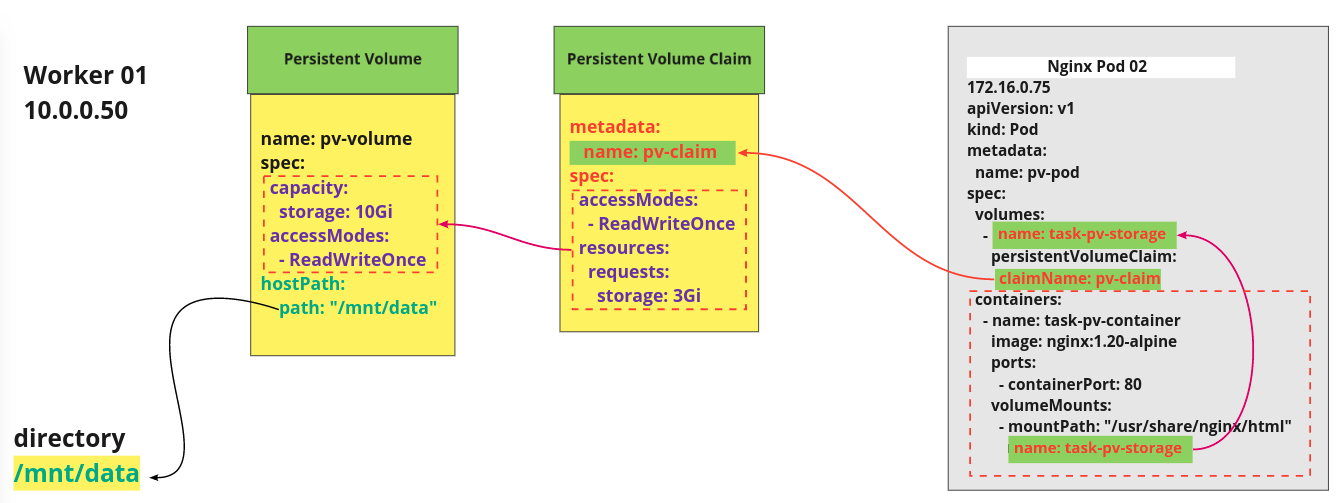 Worker 01
10.0.0.50
directory
/mnt/data
Persistent Volume
name: pv-volume
spec:
capacity:
storage: 10Gi
accessModes:
- ReadWriteOnce
hostPath:
path: "/mnt/data"
Persistent Volume Claim
metadata:
name: pv-claim
spec:
accessModes:
- ReadWriteOnce
resources:
requests:
storage: 3Gi
Nginx Pod 02
172.16.0.75
apiVersion: v1
kind: Pod
metadata:
name: pv-pod
spec:
volumes:
- name: task-pv-storage
persistentVolumeClaim:
claimName: pv-claim
containers:
- name: task-pv-container
image: nginx:1.20-alpine
ports:
- containerPort: 80
volumeMounts:
- mountPath: "/usr/share/nginx/html"
name: task-pv-storage